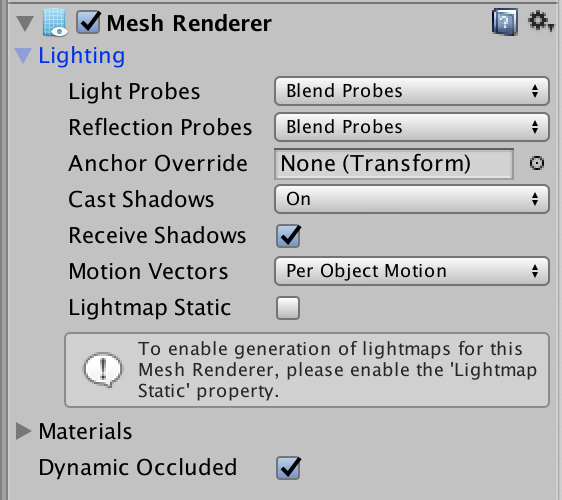 Mesh Renderer
Lighting
Light Probes Blend Probes
Reflection Probes Blend Probes
Anchor Override None (Transform)
Cast Shadows On
Receive Shadows
Motion Vectors Per Object Motion
Lightmap Static
To enable generation of lightmaps for this
Mesh Renderer, please enable the 'Lightmap
Static' property.
Materials
Dynamic Occluded